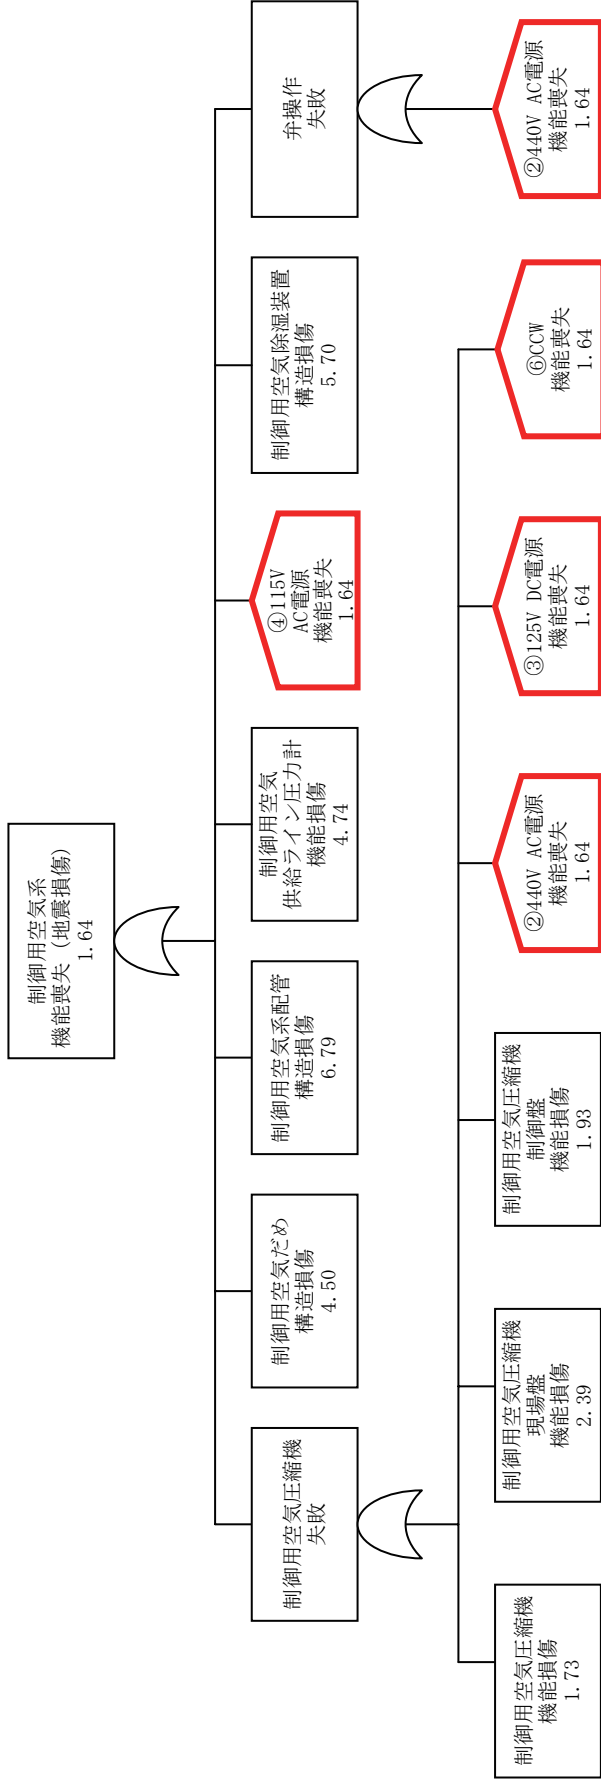 制御用空気系
機能喪失（地震損傷）
1.64
制御用空気圧縮機
失敗
制御用空気だめ
構造損傷
4.50
制御用空気系配管
構造損傷
6.79
制御用空気
供給ライン圧力計
機能損傷
4.74
④115V
AC電源
機能喪失
1.64
制御用空気除湿装置
構造損傷
5.70
弁操作
失敗
制御用空気圧縮機
機能損傷
1.73
制御用空気圧縮機
現場盤
機能損傷
2.39
制御用空気圧縮機
制御盤
機能損傷
1.93
②440V AC電源
機能喪失
1.64
③125V DC電源
機能喪失
1.64
⑥CCW
機能喪失
1.64
②440V AC電源
機能喪失
1.64